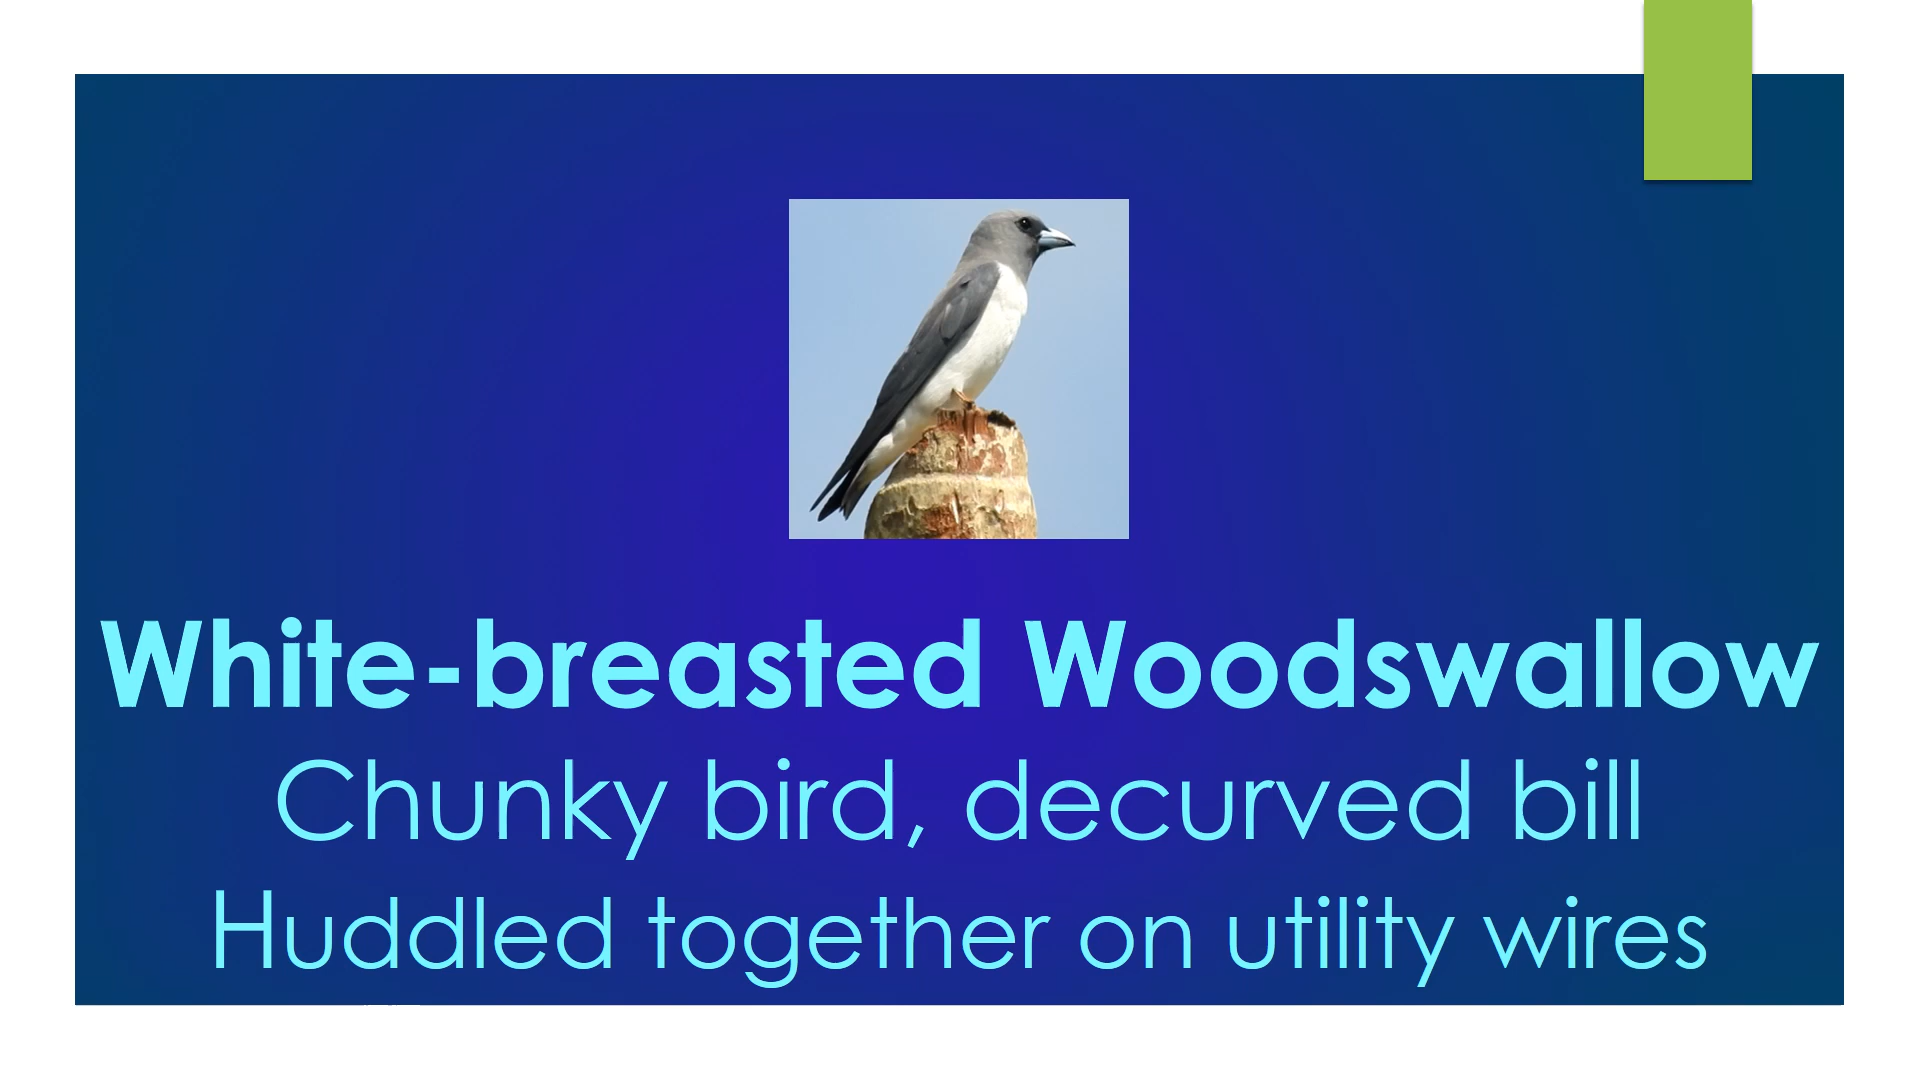 White-breasted Woodswallow
Chunky bird, decurved bill
Huddled together on utility wires